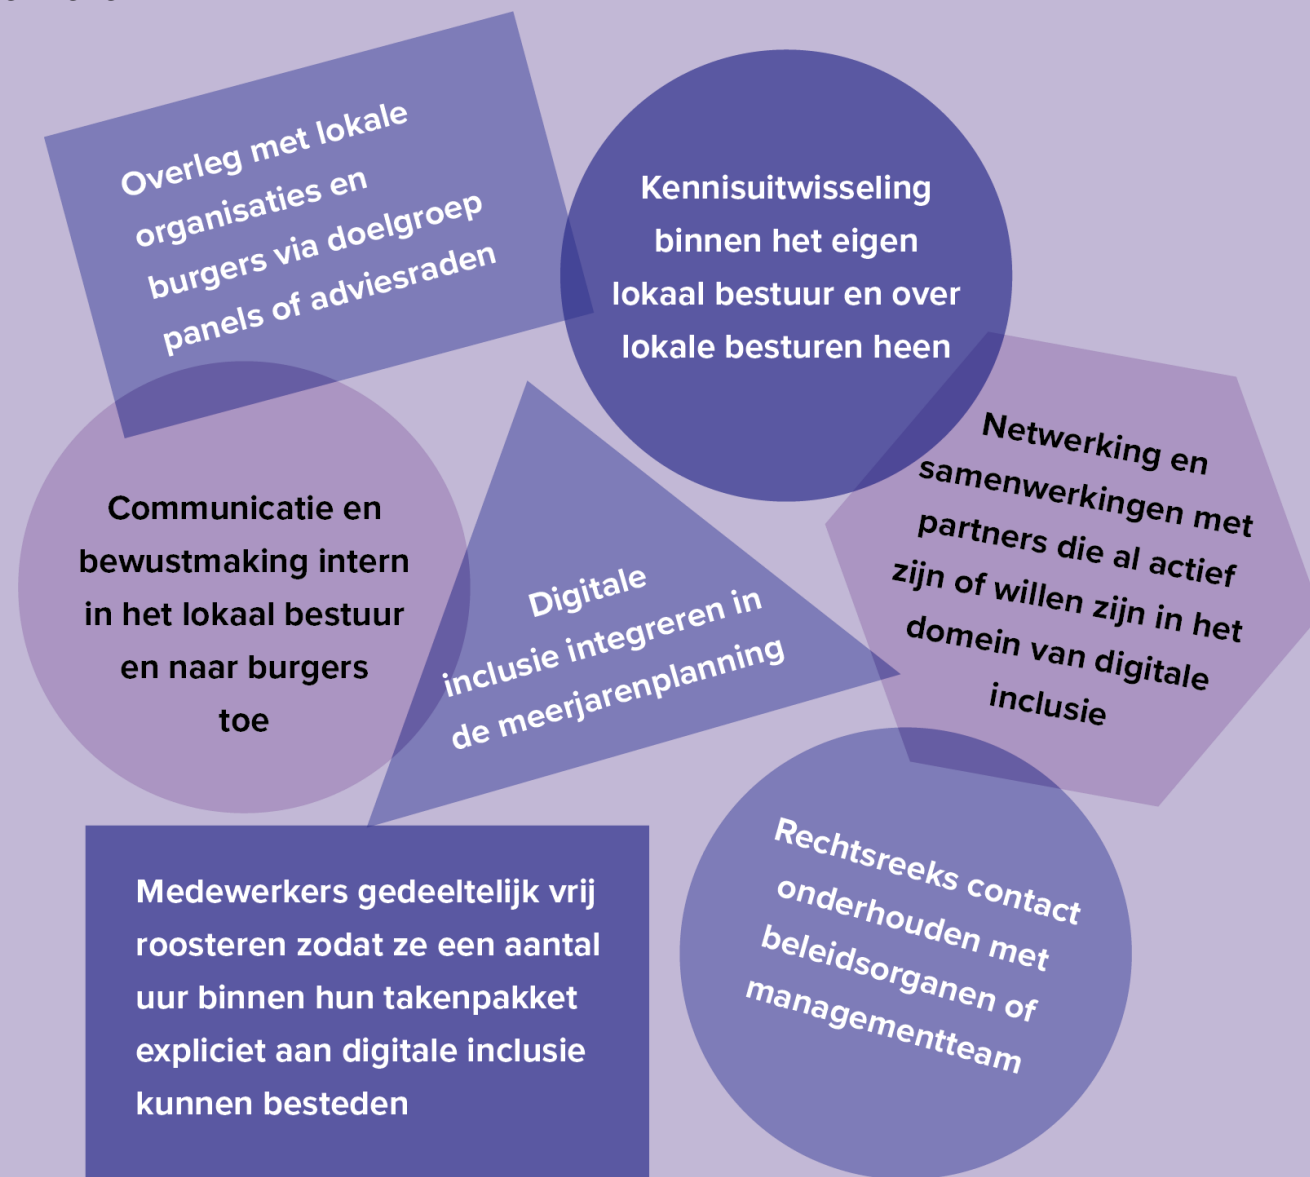 Overleg met lokale
organisaties en
burgers via doelgroep
panels of adviesraden
Kennisuitwisseling
binnen het eigen
lokaal bestuur en over
lokale besturen heen
Netwerking en
samenwerkingen met
partners die al actief
zijn of willen zijn in het
domein van digitale
inclusie
Communicatie en
bewustmaking intern
in het lokaal bestuur
en naar burgers
toe
Digitale
inclusie integreren in
de meerjarenplanning
Medewerkers gedeeltelijk vrij
roosteren zodat ze een aantal
uur binnen hun takenpakket
expliciet aan digitale inclusie
kunnen besteden
Rechtsreeks contact
onderhouden met
beleidsorganen of
managementteam